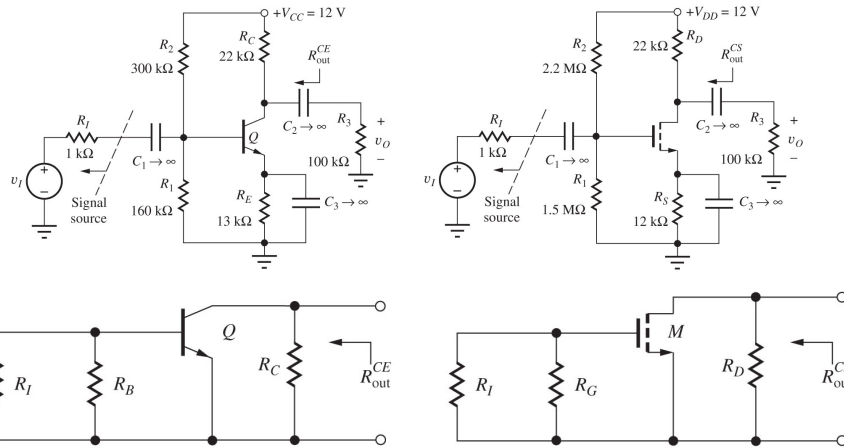 +V_CC = 12 V
R_2
300 kΩ
R_C
22 kΩ
R_out^CE
R_I
1 kΩ
C_1→∞
Q
C_2→∞
R_3
100 kΩ
+
v_O
−
v_I
+
−
Signal
source
R_1
160 kΩ
R_E
13 kΩ
C_3→∞
+V_DD = 12 V
R_2
2.2 MΩ
22 kΩ
R_D
R_out^CS
R_I
1 kΩ
C_1→∞
C_2→∞
R_3
100 kΩ
+
v_O
−
v_I
+
−
Signal
source
R_1
1.5 MΩ
R_S
12 kΩ
C_3→∞
R_I
R_B
Q
R_C
R_out^CE
R_I
R_G
M
R_D